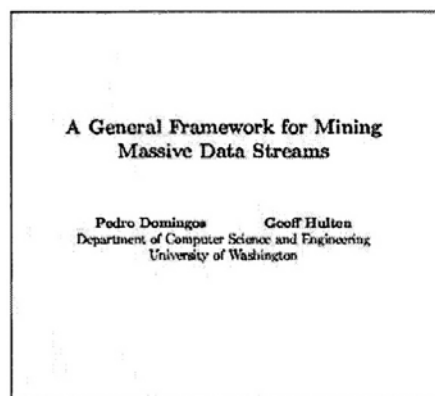 A General Framework for Mining
Massive Data Streams
Pedro Domingos Geoff Hulten
Department of Computer Science and Engineering
University of Washington